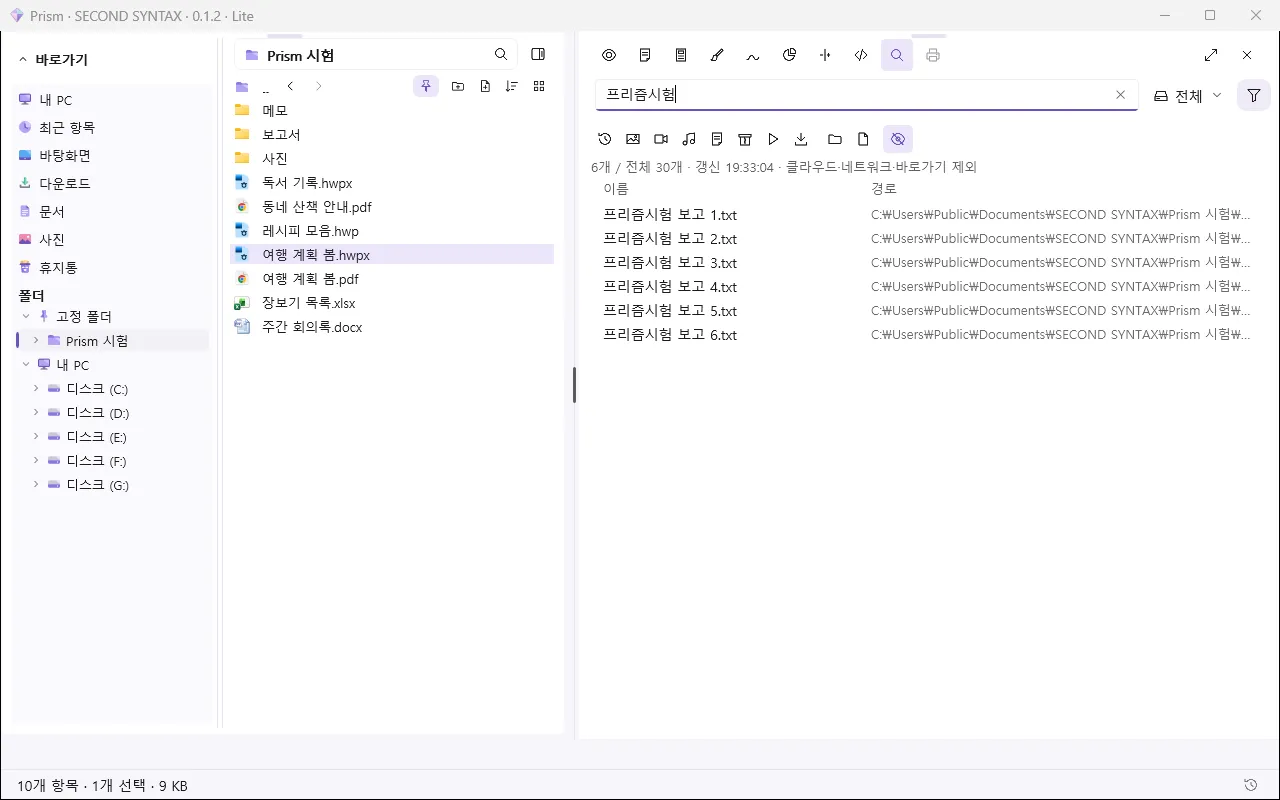 Prism · SECOND SYNTAX · 0.1.2 · Lite
바로가기
내 PC
최근 항목
바탕화면
다운로드
문서
사진
휴지통
폴더
고정 폴더
Prism 시험
내 PC
디스크 (C:)
디스크 (D:)
디스크 (E:)
디스크 (F:)
디스크 (G:)
Prism 시험
..
메모
보고서
사진
독서 기록.hwpx
동네 산책 안내.pdf
레시피 모음.hwp
여행 계획 봄.hwpx
여행 계획 봄.pdf
장보기 목록.xlsx
주간 회의록.docx
프리즘시험
전체
6개 / 전체 30개 · 갱신 19:33:04 · 클라우드·네트워크·바로가기 제외
이름 경로
프리즘시험 보고 1.txt C:₩Users₩Public₩Documents₩SECOND SYNTAX₩Prism 시험₩...
프리즘시험 보고 2.txt C:₩Users₩Public₩Documents₩SECOND SYNTAX₩Prism 시험₩...
프리즘시험 보고 3.txt C:₩Users₩Public₩Documents₩SECOND SYNTAX₩Prism 시험₩...
프리즘시험 보고 4.txt C:₩Users₩Public₩Documents₩SECOND SYNTAX₩Prism 시험₩...
프리즘시험 보고 5.txt C:₩Users₩Public₩Documents₩SECOND SYNTAX₩Prism 시험₩...
프리즘시험 보고 6.txt C:₩Users₩Public₩Documents₩SECOND SYNTAX₩Prism 시험₩...
10개 항목 · 1개 선택 · 9 KB